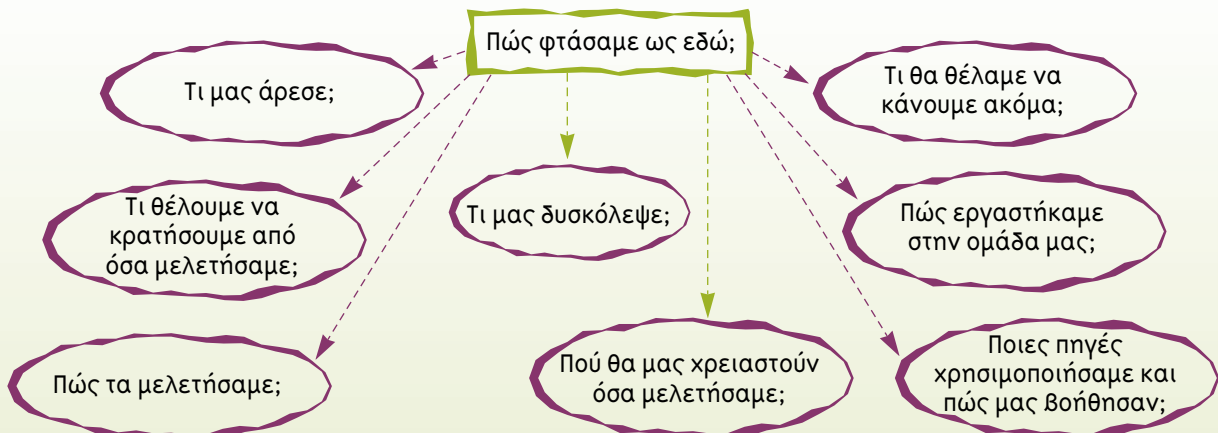 Πώς φτάσαμε ως εδώ;
Τι μας άρεσε;
Τι θα θέλαμε να
κάνουμε ακόμα;
Τι θέλουμε να
κρατήσουμε από
όσα μελετήσαμε;
Τι μας δυσκόλεψε;
Πώς εργαστήκαμε
στην ομάδα μας;
Πώς τα μελετήσαμε;
Πού θα μας χρειαστούν
όσα μελετήσαμε;
Ποιες πηγές
χρησιμοποιήσαμε και
πώς μας βοήθησαν;